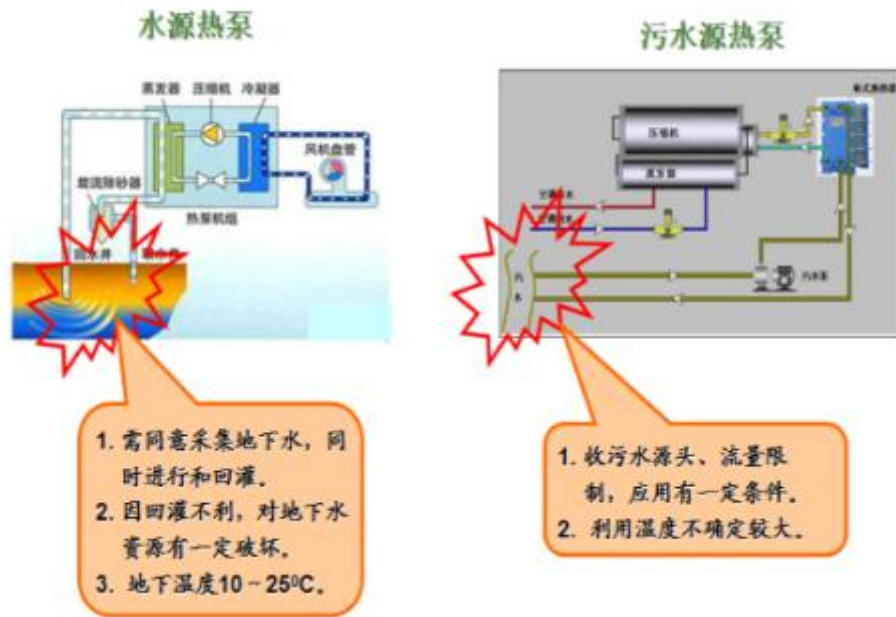 水源热泵
污水源热泵
蒸发器 压缩机 冷凝器
风机盘管
旋流除砂器
热泵机组
回水井
压缩机
蒸发器
污水泵
污
水
1. 需同意采集地下水，同
时进行和回灌。
2. 因回灌不利，对地下水
资源有一定破坏。
3. 地下温度10～25⁰C。
1. 收污水源头、流量限
制，应用有一定条件。
2. 利用温度不确定较大。